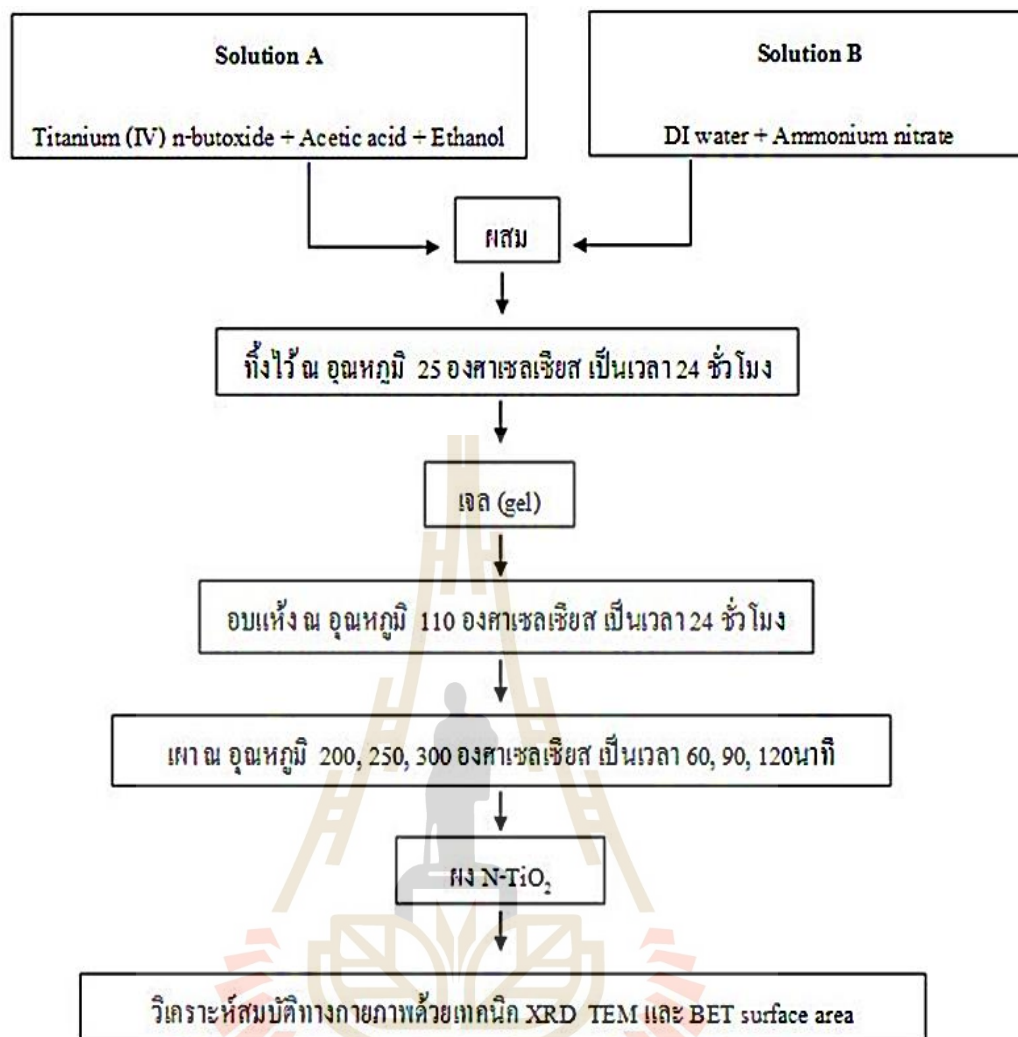 Solution A
Titanium (IV) n-butoxide + Acetic acid + Ethanol
Solution B
DI water + Ammonium nitrate
ผสม
ทิ้งไว้ ณ อุณหภูมิ 25 องศาเซลเซียส เป็นเวลา 24 ชั่วโมง
เจล (gel)
อบแห้ง ณ อุณหภูมิ 110 องศาเซลเซียส เป็นเวลา 24 ชั่วโมง
เผา ณ อุณหภูมิ 200, 250, 300 องศาเซลเซียส เป็นเวลา 60, 90, 120นาที
ผง N-TiO₂
วิเคราะห์สมบัติทางกายภาพด้วยเทคนิค XRD TEM และ BET surface area